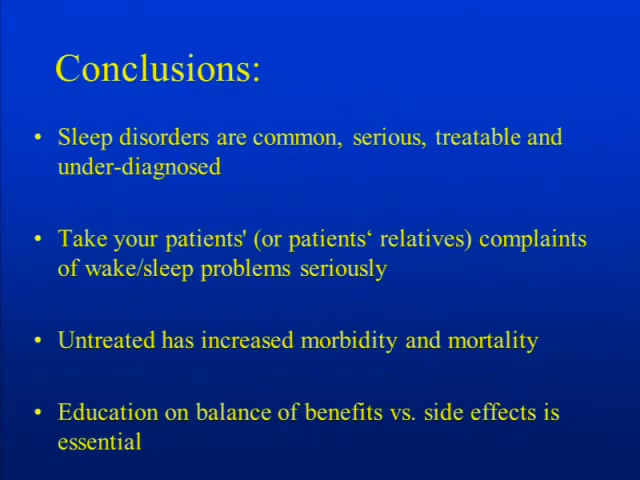 Conclusions:
• Sleep disorders are common, serious, treatable and
under-diagnosed
• Take your patients' (or patients‘ relatives) complaints
of wake/sleep problems seriously
• Untreated has increased morbidity and mortality
• Education on balance of benefits vs. side effects is
essential